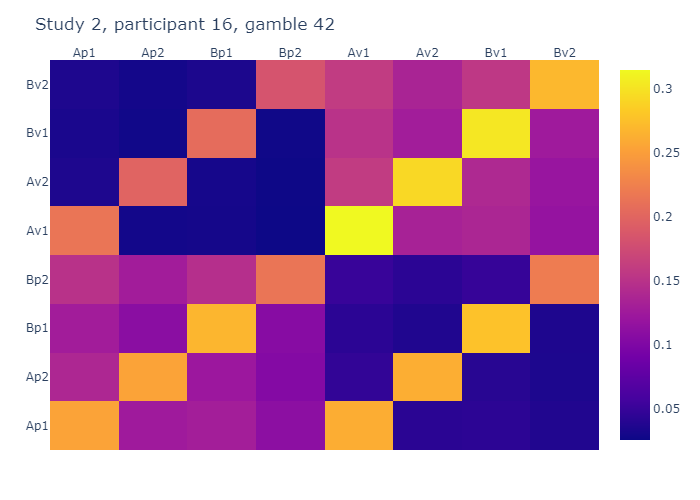 Study 2, participant 16, gamble 42
Ap1 Ap2 Bp1 Bp2 Av1 Av2 Bv1 Bv2
Bv2
Bv1
Av2
Av1
Bp2
Bp1
Ap2
Ap1
0.3
0.25
0.2
0.15
0.1
0.05